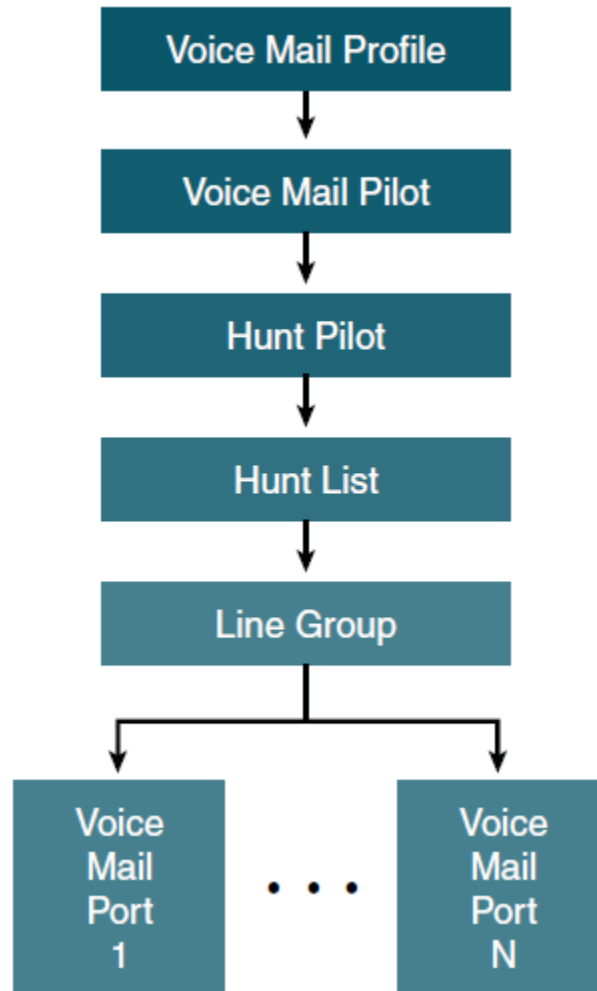 Voice Mail Profile
Voice Mail Pilot
Hunt Pilot
Hunt List
Line Group
Voice
Mail
Port
1
Voice
Mail
Port
N